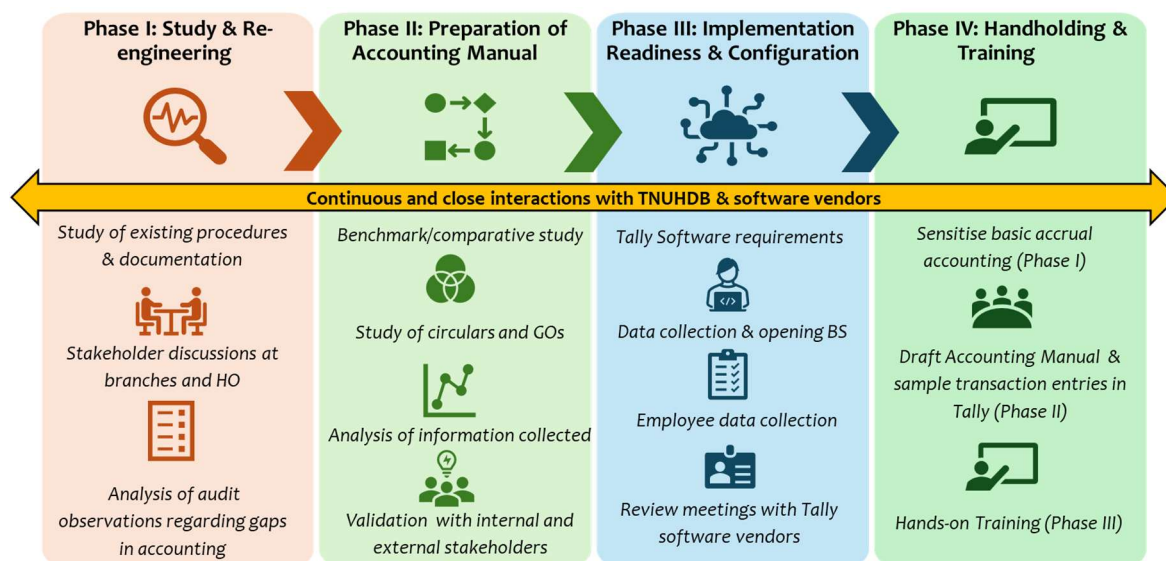 Phase I: Study & Re-
engineering
Phase II: Preparation of
Accounting Manual
Phase III: Implementation
Readiness & Configuration
Phase IV: Handholding &
Training
Continuous and close interactions with TNUHDB & software vendors
Study of existing procedures
& documentation
Stakeholder discussions at
branches and HO
Analysis of audit
observations regarding gaps
in accounting
Benchmark/comparative study
Study of circulars and GOs
Analysis of information collected
Validation with internal and
external stakeholders
Tally Software requirements
</>
Data collection & opening BS
Employee data collection
Review meetings with Tally
software vendors
Sensitise basic accrual
accounting (Phase I)
Draft Accounting Manual &
sample transaction entries in
Tally (Phase II)
Hands-on Training (Phase III)